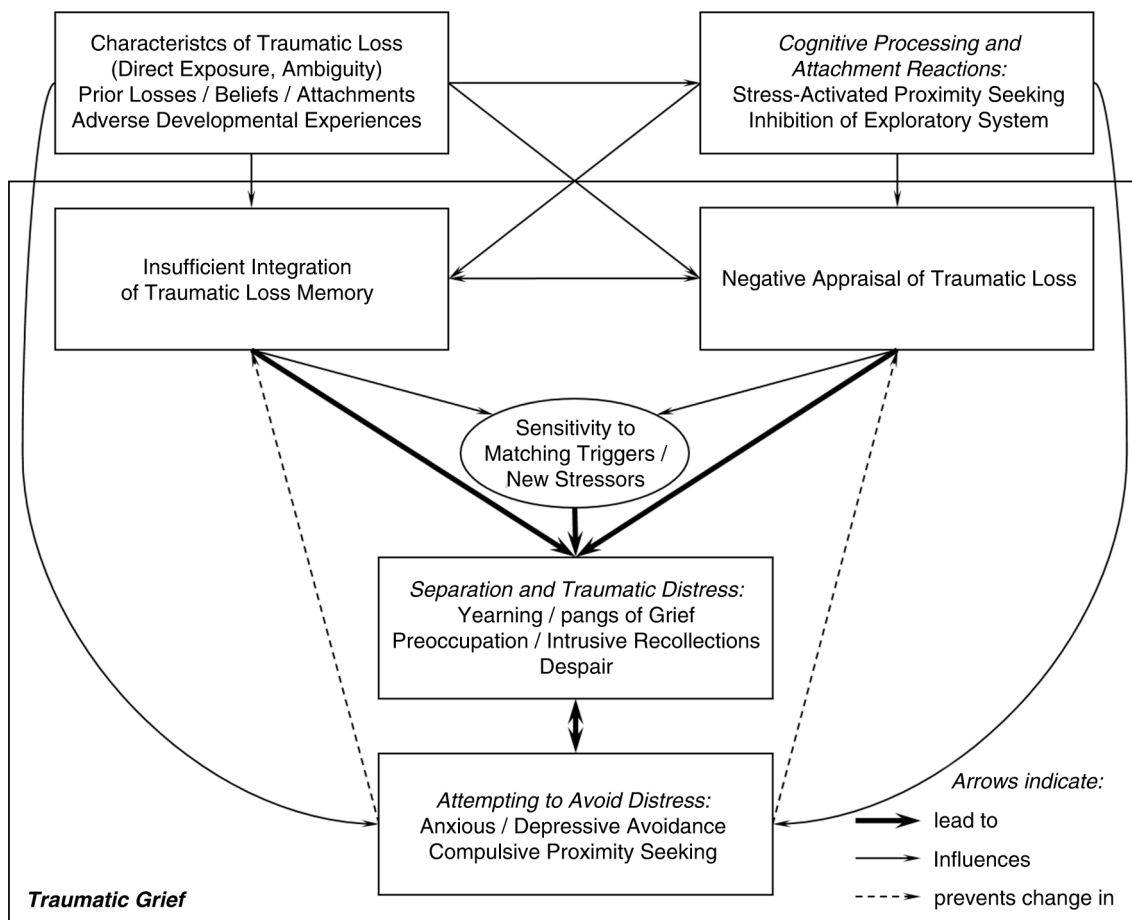 Characteristcs of Traumatic Loss
(Direct Exposure, Ambiguity)
Prior Losses / Beliefs / Attachments
Adverse Developmental Experiences
Cognitive Processing and
Attachment Reactions:
Stress-Activated Proximity Seeking
Inhibition of Exploratory System
Insufficient Integration
of Traumatic Loss Memory
Negative Appraisal of Traumatic Loss
Sensitivity to
Matching Triggers /
New Stressors
Separation and Traumatic Distress:
Yearning / pangs of Grief
Preoccupation / Intrusive Recollections
Despair
Attempting to Avoid Distress:
Anxious / Depressive Avoidance
Compulsive Proximity Seeking
Arrows indicate:
lead to
Influences
prevents change in
Traumatic Grief